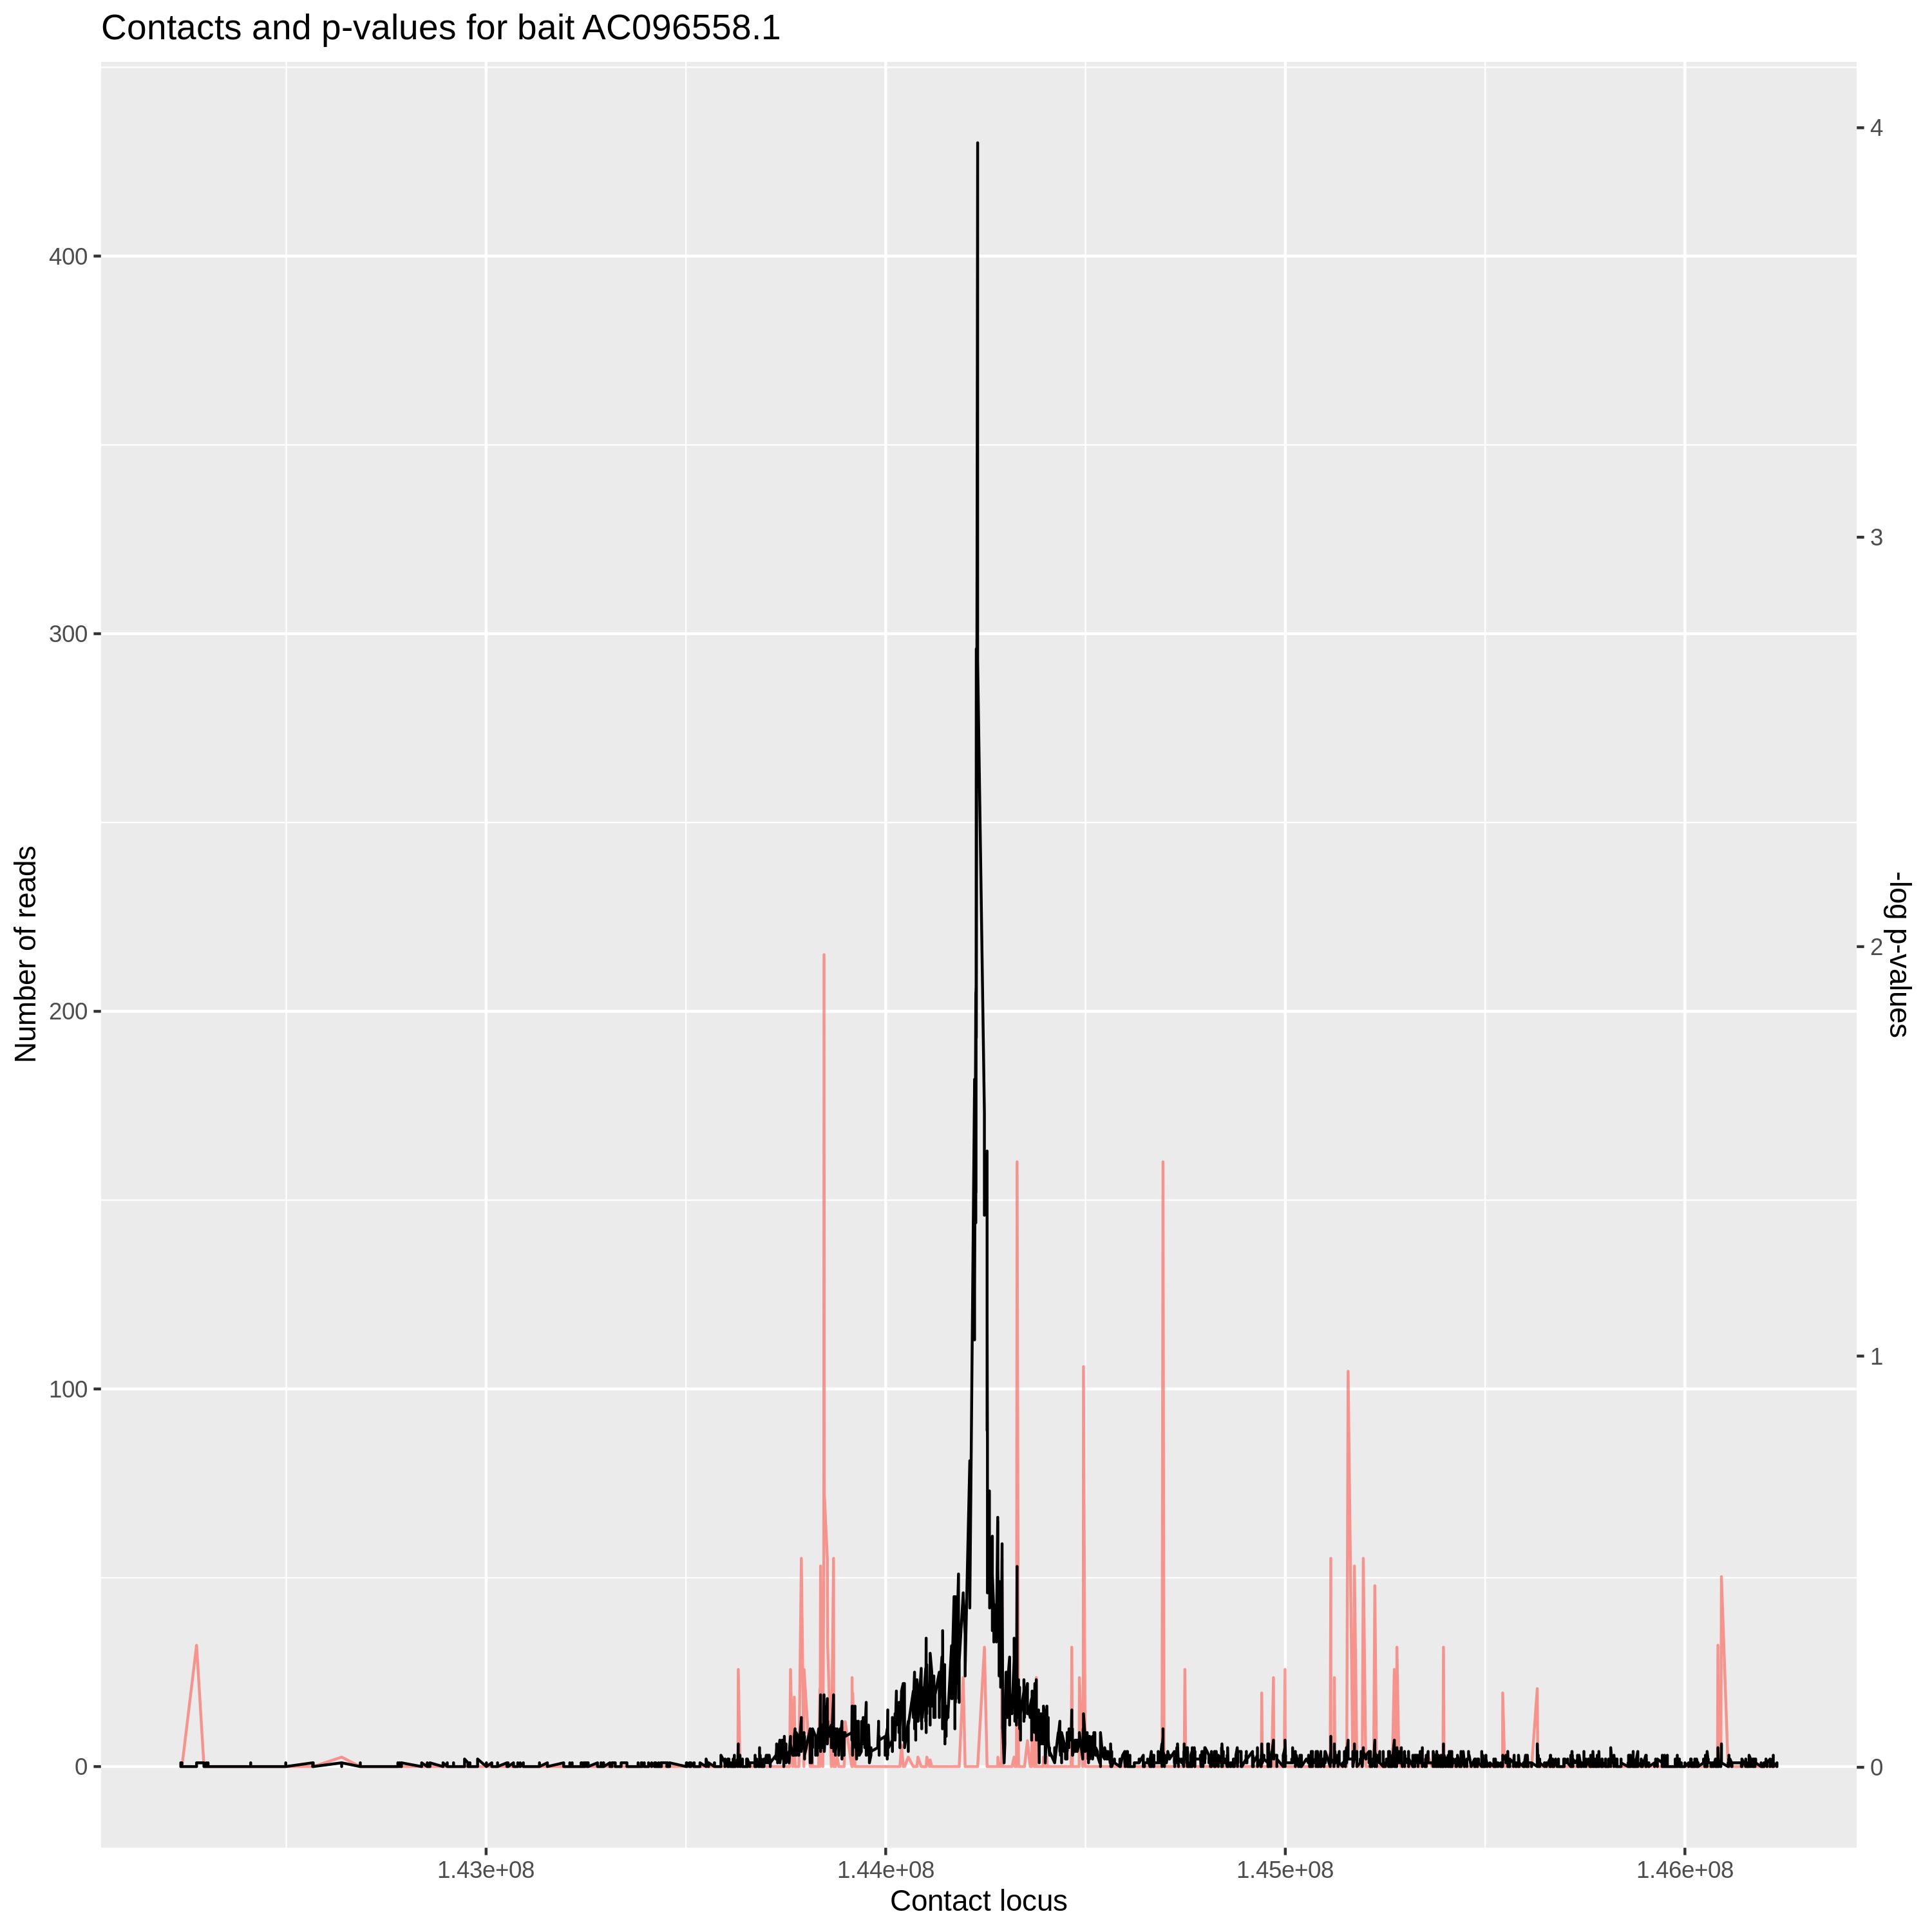 Contacts and p-values for bait AC096558.1
400
300
200
100
0
Number of reads
4
3
2
1
0
-log p-values
1.43e+08
1.44e+08
1.45e+08
1.46e+08
Contact locus